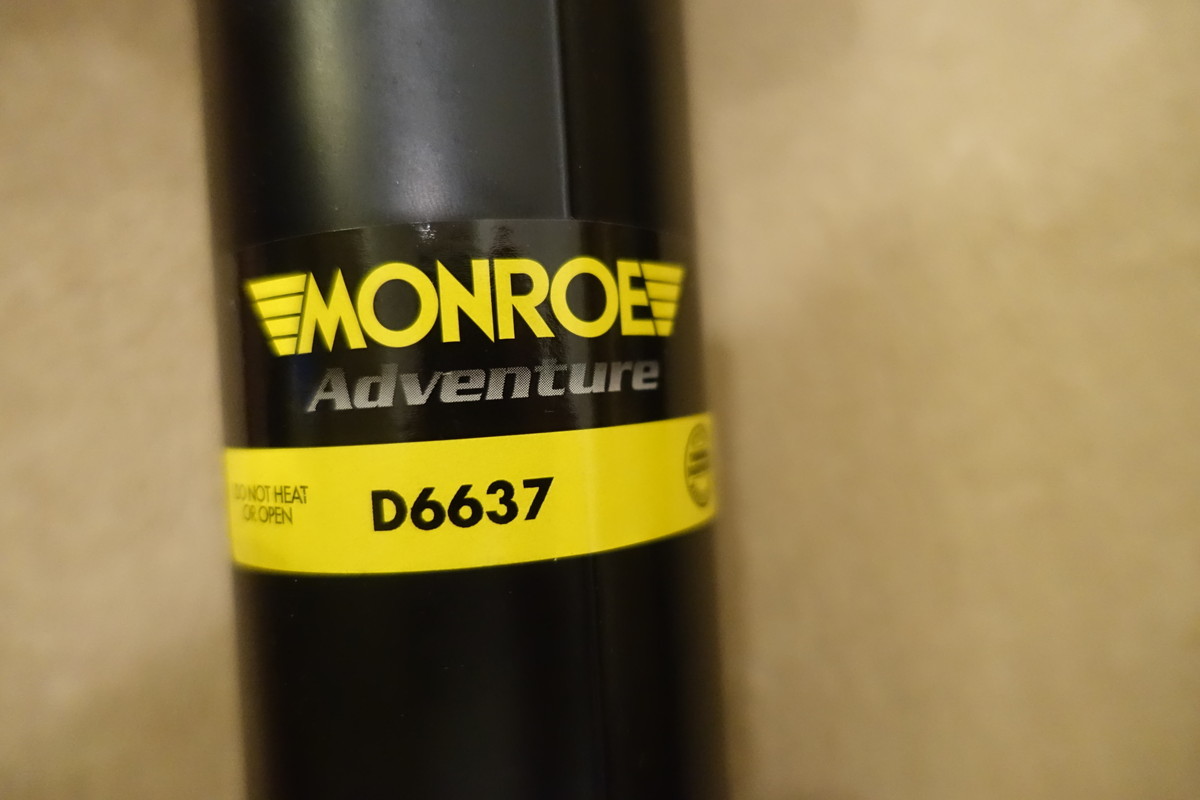 MONROE
Adventure
DO NOT HEAT
OR OPEN
D6637